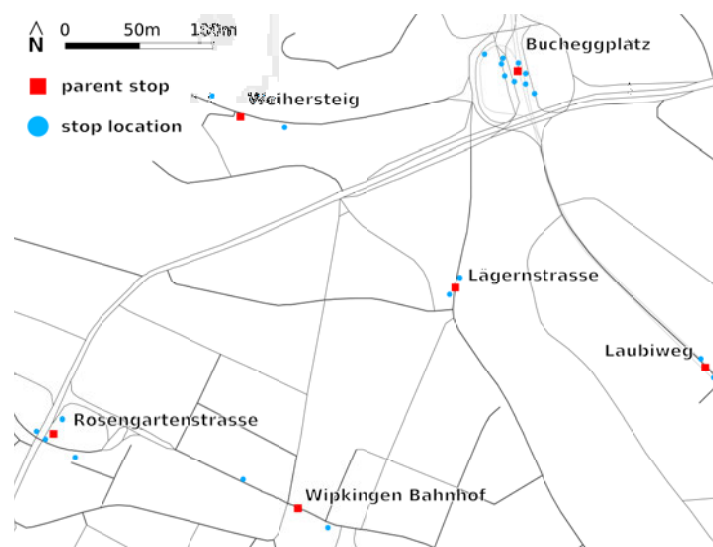 N 0 50m 100m
Bucheggplatz
parent stop
Weihersteig
stop location
Lägernstrasse
Laubiweg
Rosengartenstrasse
Wipkingen Bahnhof